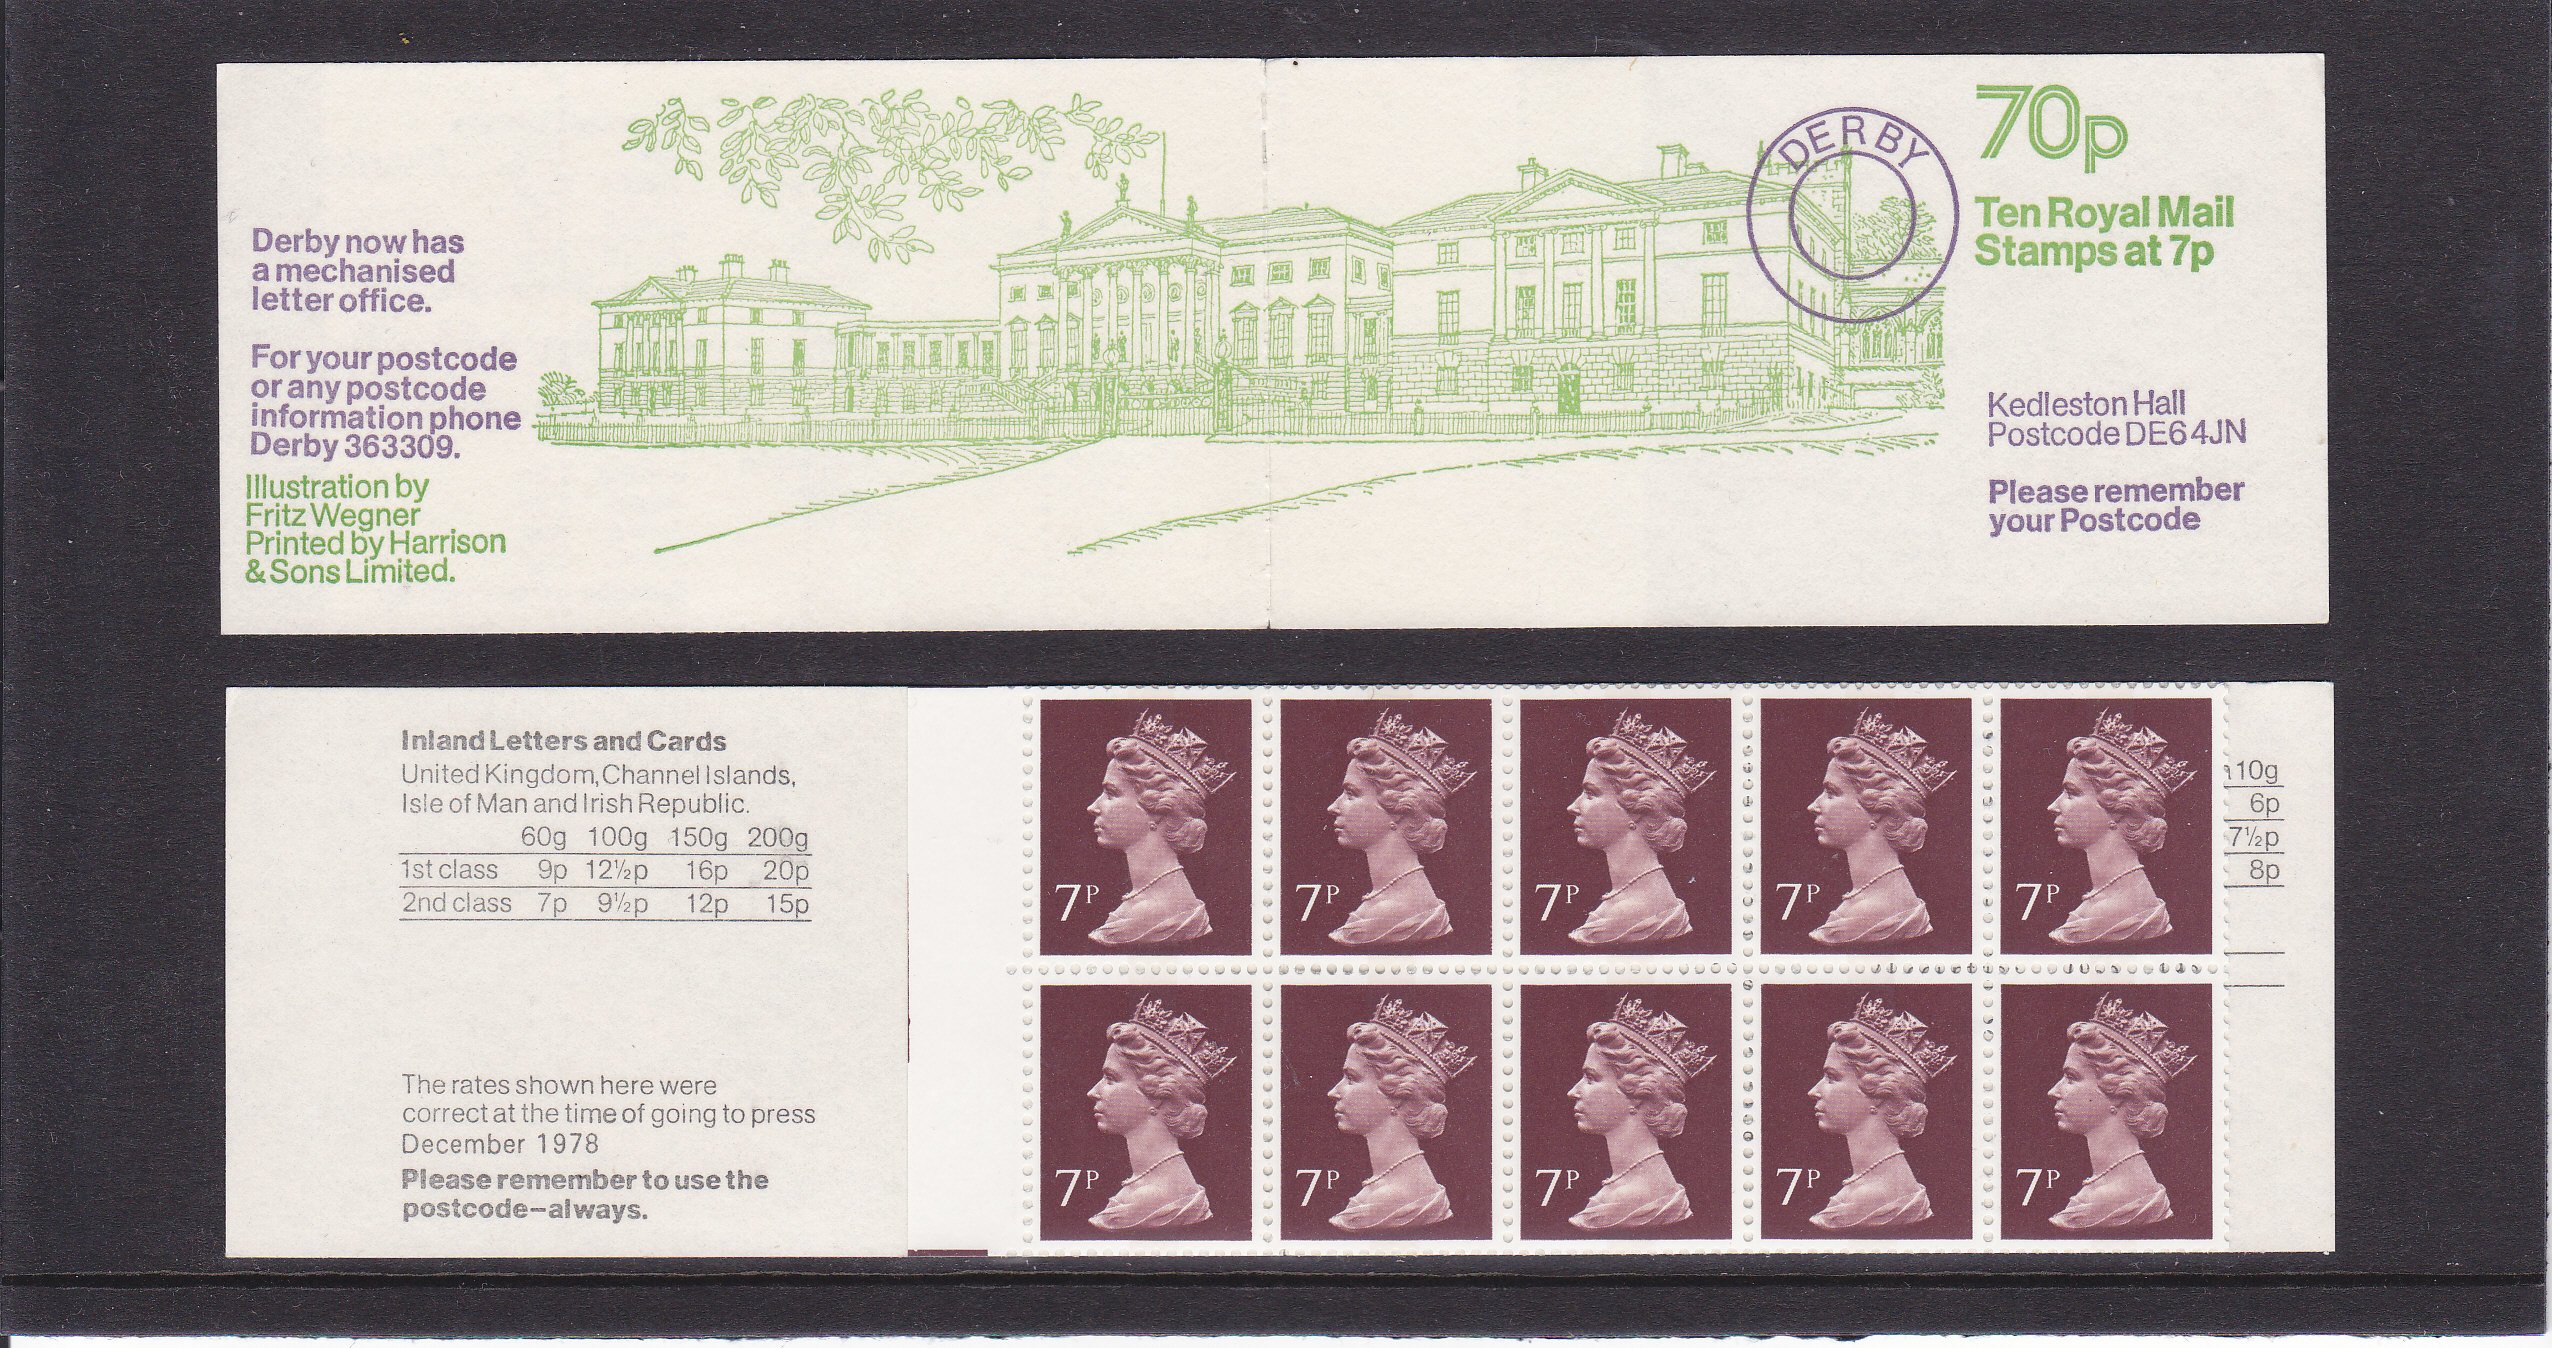 Derby now has
a mechanised
letter office.
For your postcode
or any postcode
information phone
Derby 363309.
Illustration by
Fritz Wegner
Printed by Harrison
& Sons Limited.
DERBY
70p
Ten Royal Mail
Stamps at 7p
Kedleston Hall
Postcode DE6 4JN
Please remember
your Postcode
Inland Letters and Cards
United Kingdom, Channel Islands,
Isle of Man and Irish Republic.
60g 100g 150g 200g
1st class 9p 12½p 16p 20p
2nd class 7p 9½p 12p 15p
The rates shown here were
correct at the time of going to press
December 1978
Please remember to use the
postcode–always.
7P 7P 7P 7P 7P
7P 7P 7P 7P 7P
10g
6p
7½p
8p